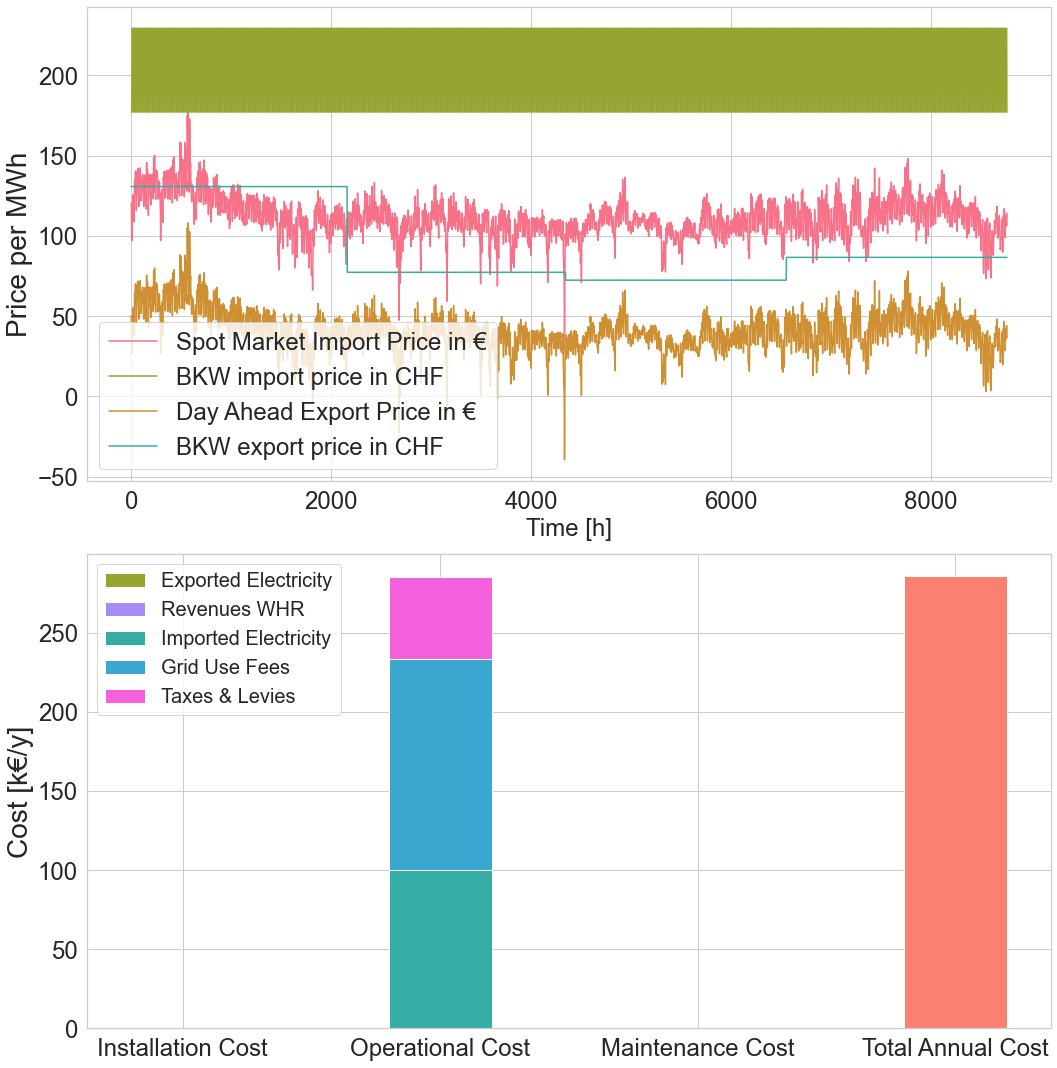 200
150
100
50
0
−50
Price per MWh
Spot Market Import Price in €
BKW import price in CHF
Day Ahead Export Price in €
BKW export price in CHF
0 2000 4000 6000 8000
Time [h]
250
200
150
100
50
0
Cost [k€/y]
Exported Electricity
Revenues WHR
Imported Electricity
Grid Use Fees
Taxes & Levies
Installation Cost Operational Cost Maintenance Cost Total Annual Cost